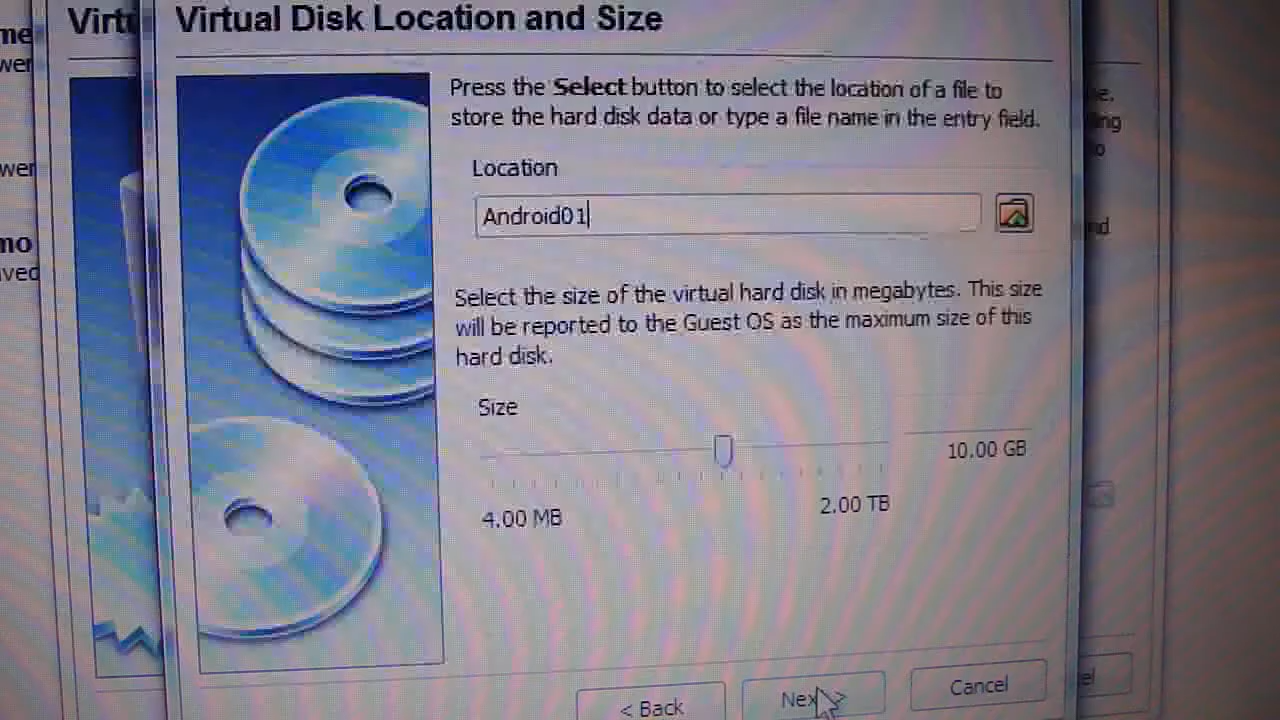 Virtual Disk Location and Size
Press the Select button to select the location of a file to
store the hard disk data or type a file name in the entry field.
Location
Android01
Select the size of the virtual hard disk in megabytes. This size
will be reported to the Guest OS as the maximum size of this
hard disk.
Size
10.00 GB
4.00 MB
2.00 TB
< Back
Next >
Cancel